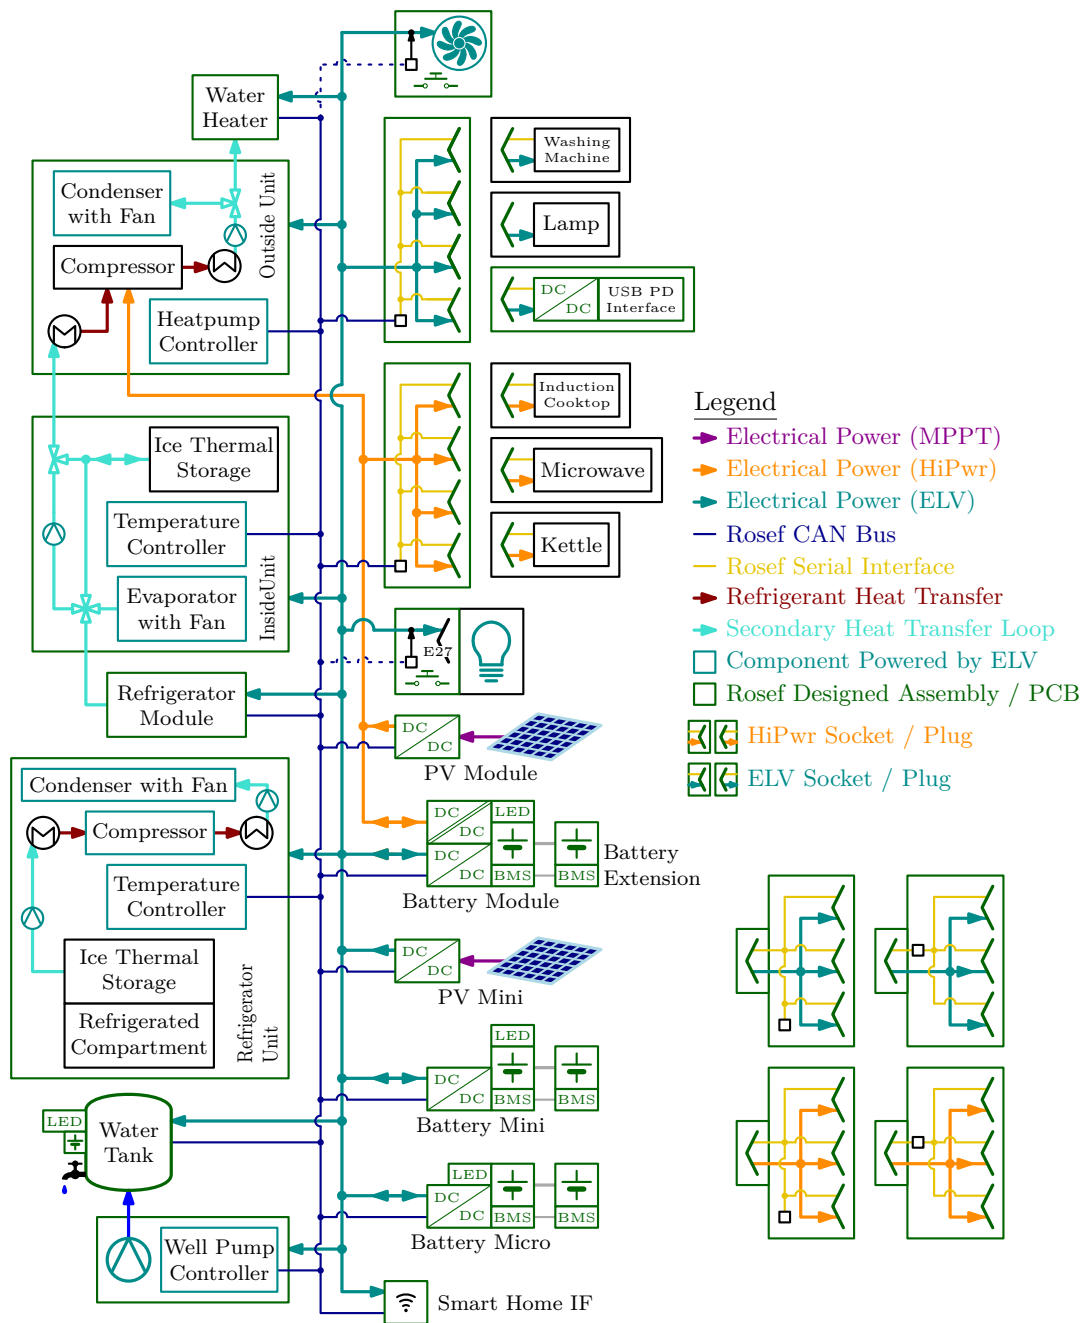 Water
Heater
Condenser
with Fan
Compressor
Heatpump
Controller
Outside Unit
Washing
Machine
Lamp
DC
DC
USB PD
Interface
Induction
Cooktop
Microwave
Kettle
Ice Thermal
Storage
Temperature
Controller
Evaporator
with Fan
InsideUnit
E27
Refrigerator
Module
DC
DC
PV Module
Condenser with Fan
Compressor
Temperature
Controller
Ice Thermal
Storage
Refrigerated
Compartment
Refrigerator
Unit
DC
DC
LED
DC
DC
BMS
BMS
Battery
Extension
Battery Module
DC
DC
PV Mini
LED
DC
DC
BMS
BMS
Battery Mini
LED
Water
Tank
LED
DC
DC
BMS
BMS
Battery Micro
Well Pump
Controller
Smart Home IF
Legend
Electrical Power (MPPT)
Electrical Power (HiPwr)
Electrical Power (ELV)
Rosef CAN Bus
Rosef Serial Interface
Refrigerant Heat Transfer
Secondary Heat Transfer Loop
Component Powered by ELV
Rosef Designed Assembly / PCB
HiPwr Socket / Plug
ELV Socket / Plug